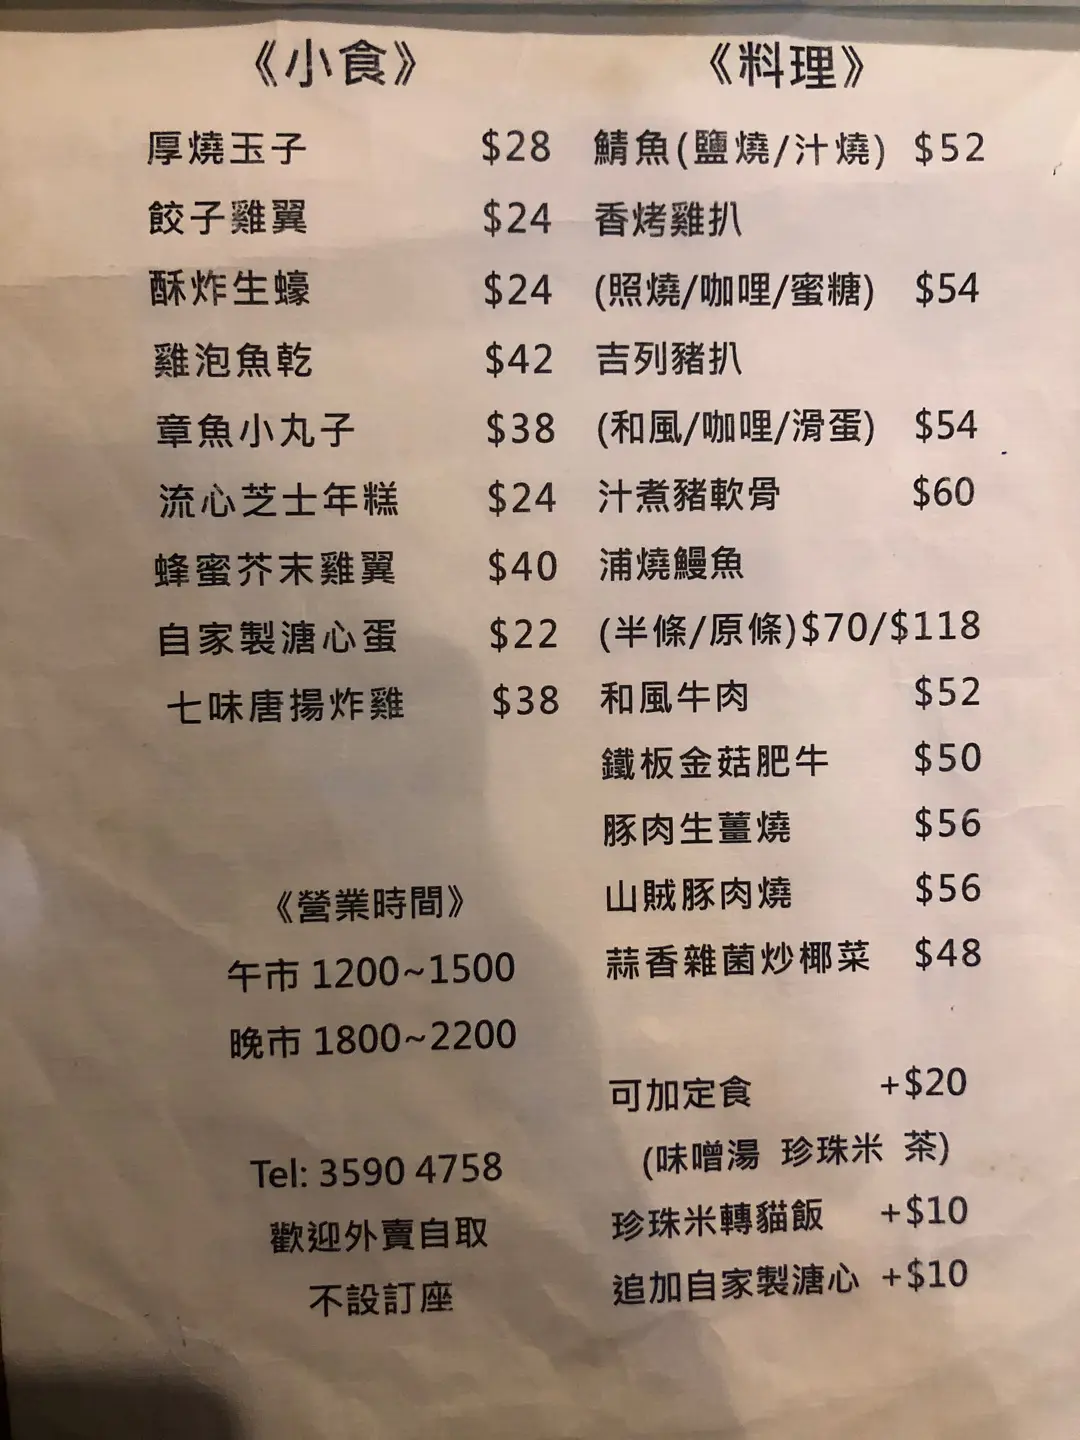 《小食》
厚燒玉子 $28
餃子雞翼 $24
酥炸生蠔 $24
雞泡魚乾 $42
章魚小丸子 $38
流心芝士年糕 $24
蜂蜜芥末雞翼 $40
自家製溏心蛋 $22
七味唐揚炸雞 $38
《營業時間》
午市 1200~1500
晚市 1800~2200
Tel: 3590 4758
歡迎外賣自取
不設訂座
《料理》
鯖魚(鹽燒/汁燒) $52
香烤雞扒
(照燒/咖哩/蜜糖) $54
吉列豬扒
(和風/咖哩/滑蛋) $54
汁煮豬軟骨 $60
浦燒鰻魚
(半條/原條)$70/$118
和風牛肉 $52
鐵板金菇肥牛 $50
豚肉生薑燒 $56
山賊豚肉燒 $56
蒜香雜菌炒椰菜 $48
可加定食 +$20
(味噌湯 珍珠米 茶)
珍珠米轉貓飯 +$10
追加自家製溏心 +$10